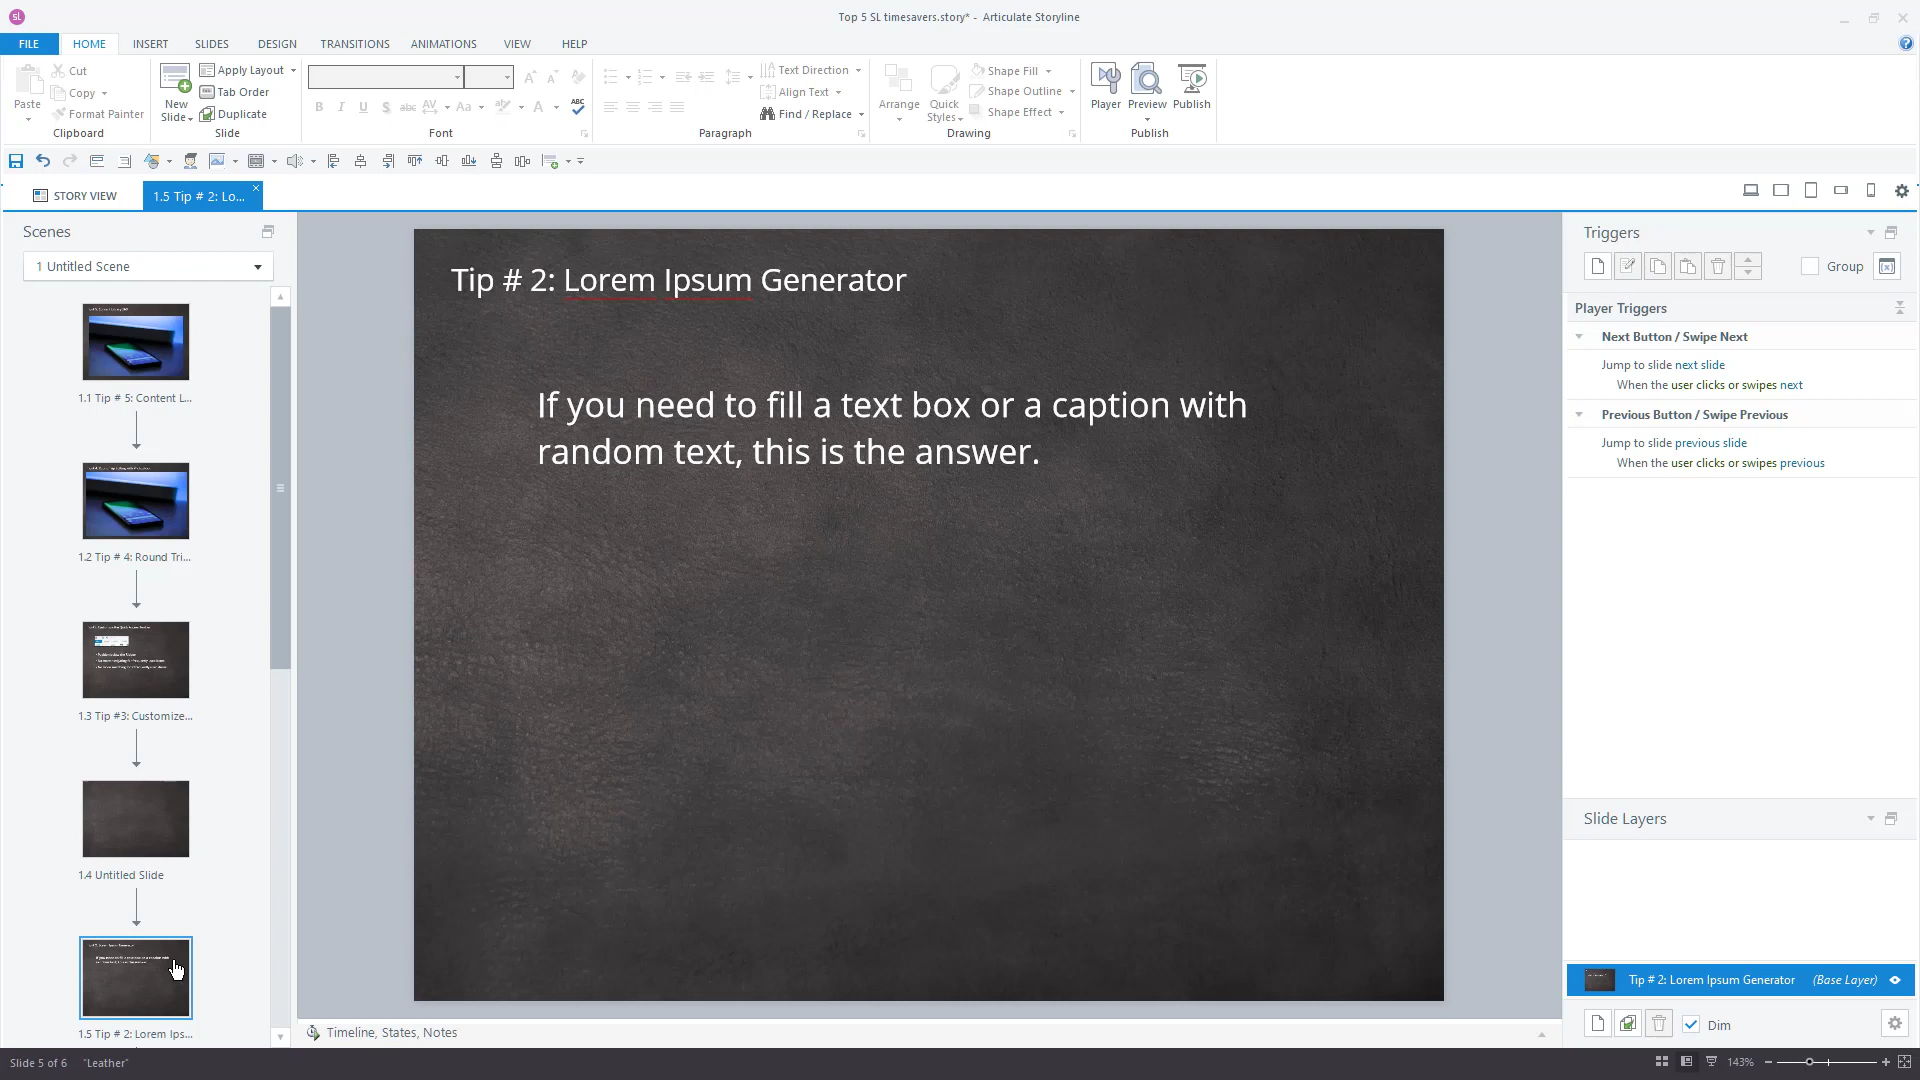 sl
Top 5 SL timesavers.story* - Articulate Storyline
FILE HOME INSERT SLIDES DESIGN TRANSITIONS ANIMATIONS VIEW HELP
Paste
Cut
Copy
Format Painter
Clipboard
New
Slide
Apply Layout
Tab Order
Duplicate
Slide
B I U S abc AV Aa A ABC
Font
Text Direction
Align Text
Find / Replace
Paragraph
Arrange
Quick
Styles
Shape Fill
Shape Outline
Shape Effect
Drawing
Player
Preview
Publish
Publish
STORY VIEW
1.5 Tip # 2: Lo...
Scenes
1 Untitled Scene
1.1 Tip # 5: Content L...
1.2 Tip # 4: Round Tri...
1.3 Tip #3: Customize...
1.4 Untitled Slide
1.5 Tip # 2: Lorem Ips...
Tip # 2: Lorem Ipsum Generator
If you need to fill a text box or a caption with
random text, this is the answer.
Timeline, States, Notes
Triggers
Group
Player Triggers
Next Button / Swipe Next
Jump to slide next slide
When the user clicks or swipes next
Previous Button / Swipe Previous
Jump to slide previous slide
When the user clicks or swipes previous
Slide Layers
Tip # 2: Lorem Ipsum Generator (Base Layer)
Dim
Slide 5 of 6 "Leather"
143%